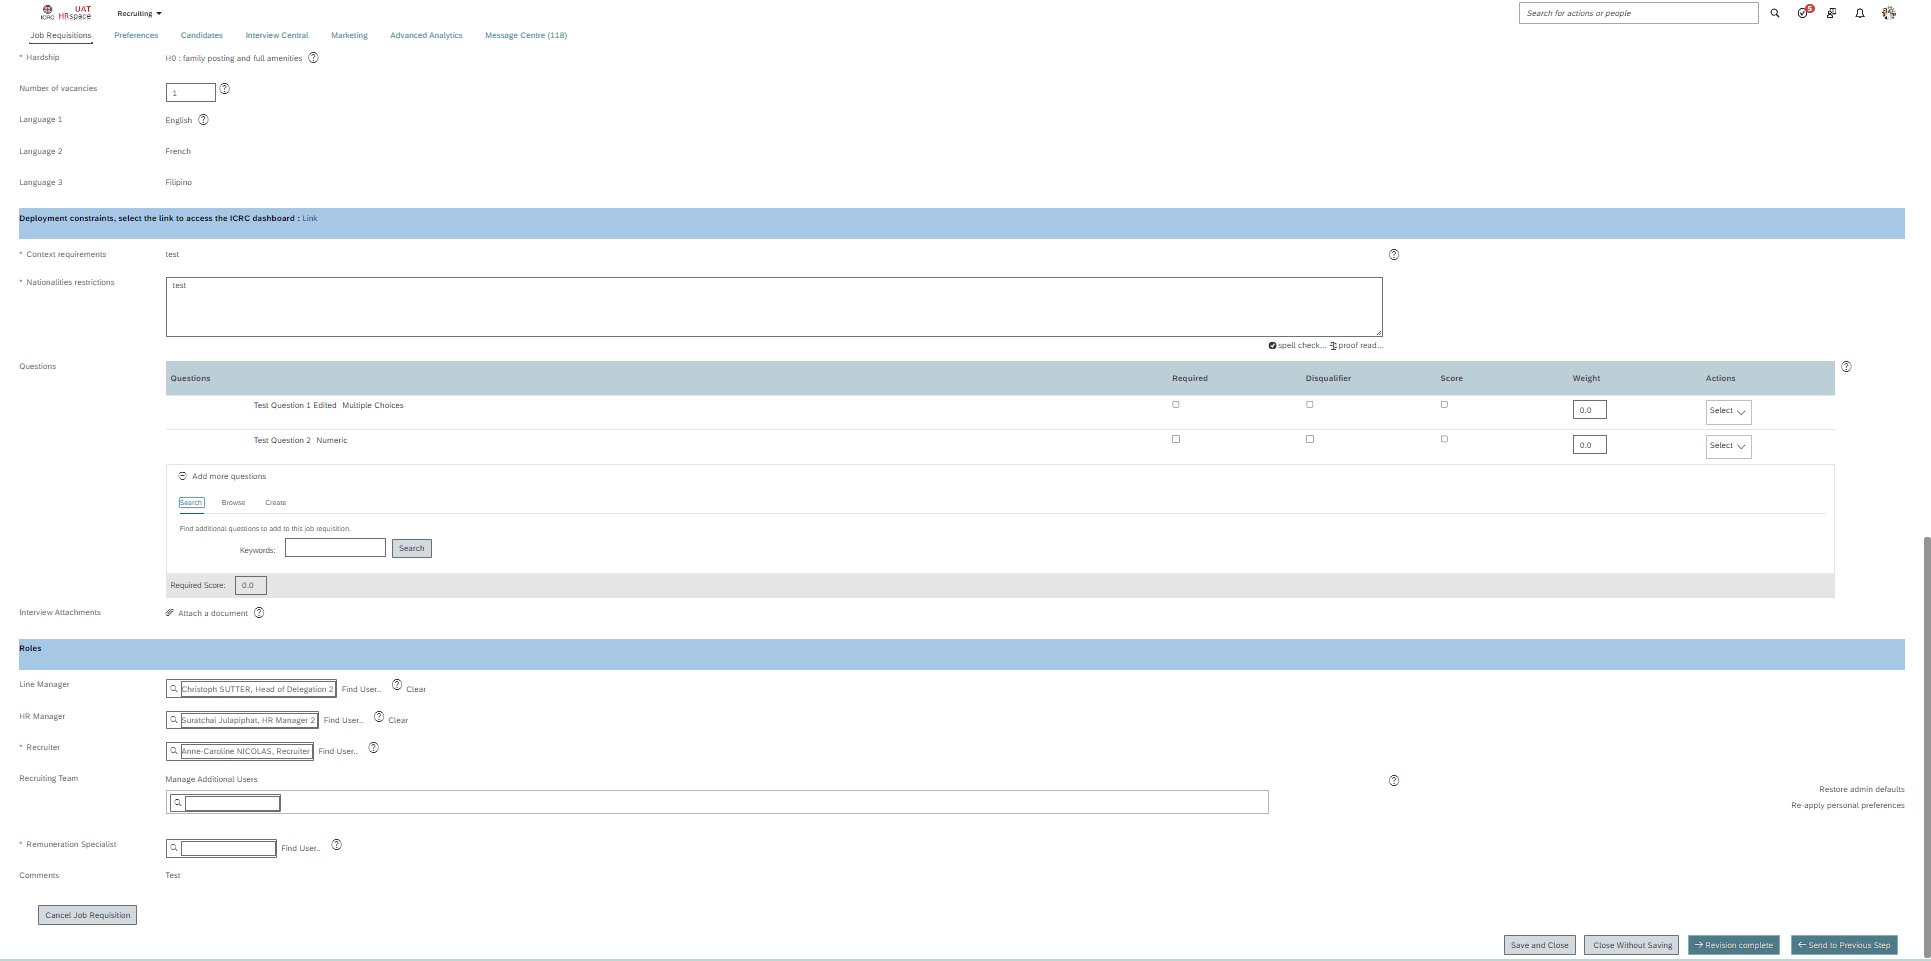 ICRC UAT HRspace Recruiting Search for actions or people 5
Job Requisitions Preferences Candidates Interview Central Marketing Advanced Analytics Message Centre (118)
* Hardship H0 : family posting and full amenities ?
Number of vacancies 1 ?
Language 1 English ?
Language 2 French
Language 3 Filipino
Deployment constraints, select the link to access the ICRC dashboard : Link
* Context requirements test ?
* Nationalities restrictions test
spell check... proof read...
Questions ?
Questions Required Disqualifier Score Weight Actions
Test Question 1 Edited Multiple Choices 0.0 Select
Test Question 2 Numeric 0.0 Select
Add more questions
Search Browse Create
Find additional questions to add to this job requisition.
Keywords: Search
Required Score: 0.0
Interview Attachments Attach a document ?
Roles
Line Manager Christoph SUTTER, Head of Delegation 2 Find User.. ? Clear
HR Manager Suratchai Julapiphat, HR Manager 2 Find User.. ? Clear
* Recruiter Anne-Caroline NICOLAS, Recruiter Find User.. ?
Recruiting Team Manage Additional Users ?
Restore admin defaults
Re-apply personal preferences
* Remuneration Specialist Find User.. ?
Comments Test
Cancel Job Requisition
Save and Close Close Without Saving → Revision complete ← Send to Previous Step